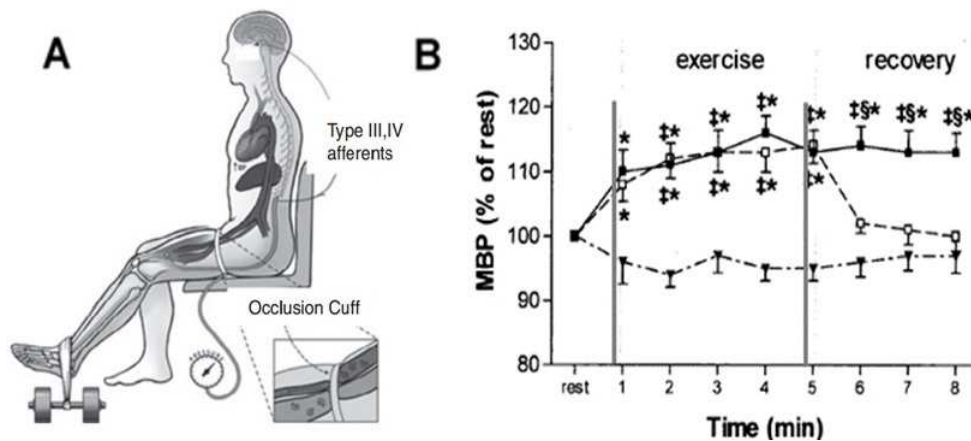 A
Type III,IV
afferents
Occlusion Cuff
B
130
120
110
100
90
80
MBP (% of rest)
exercise
recovery
*
‡*
‡*
‡*
‡*
‡§*
‡§*
‡§*
*
‡*
‡*
‡*
‡*
rest
1
2
3
4
5
6
7
8
Time (min)